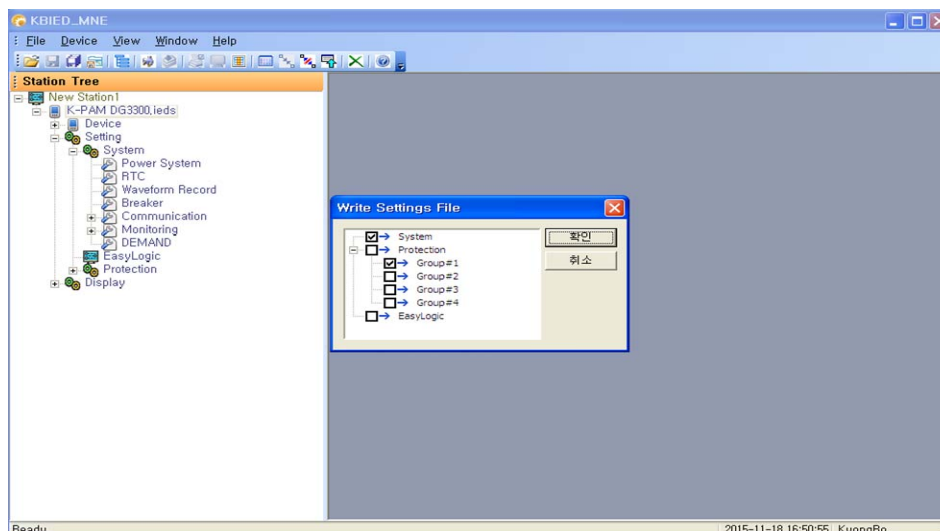 KBIED_MNE
File Device View Window Help
Station Tree
New Station1
K-PAM DG3300.ieds
Device
Setting
System
Power System
RTC
Waveform Record
Breaker
Communication
Monitoring
DEMAND
EasyLogic
Protection
Display
Write Settings File
System
Protection
Group#1
Group#2
Group#3
Group#4
EasyLogic
확인
취소
Ready
2015-11-18 16:50:55 KyongBo